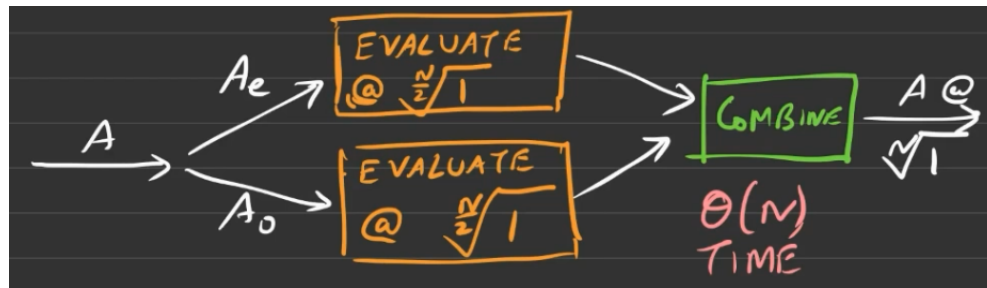 A
Ae
EVALUATE
@ N/2√1
Ao
EVALUATE
@ N/2√1
COMBINE
Θ(N)
TIME
A @
N√1